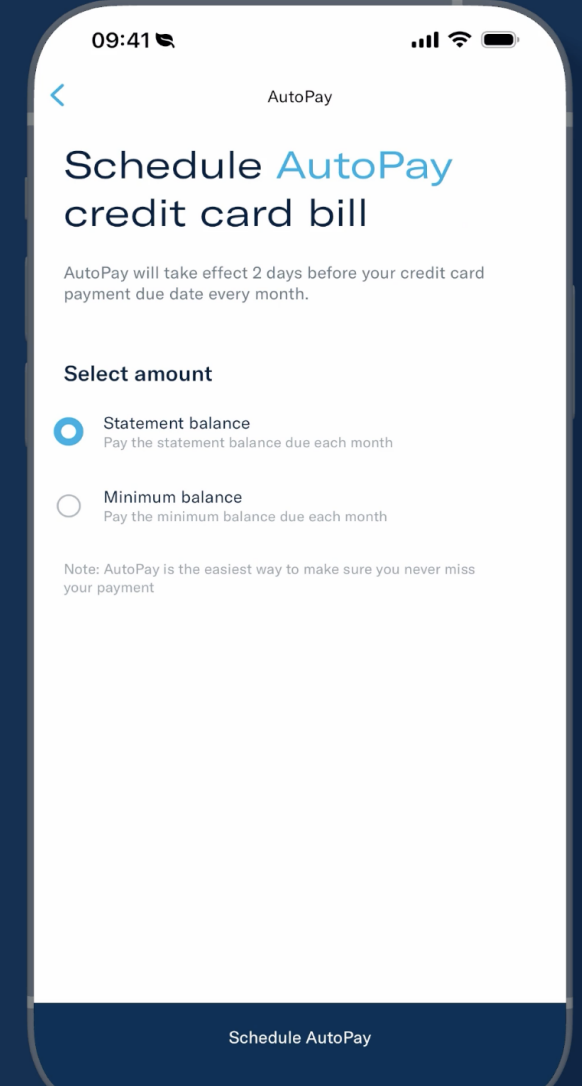 09:41
AutoPay
Schedule AutoPay
credit card bill
AutoPay will take effect 2 days before your credit card
payment due date every month.
Select amount
Statement balance
Pay the statement balance due each month
Minimum balance
Pay the minimum balance due each month
Note: AutoPay is the easiest way to make sure you never miss
your payment
Schedule AutoPay